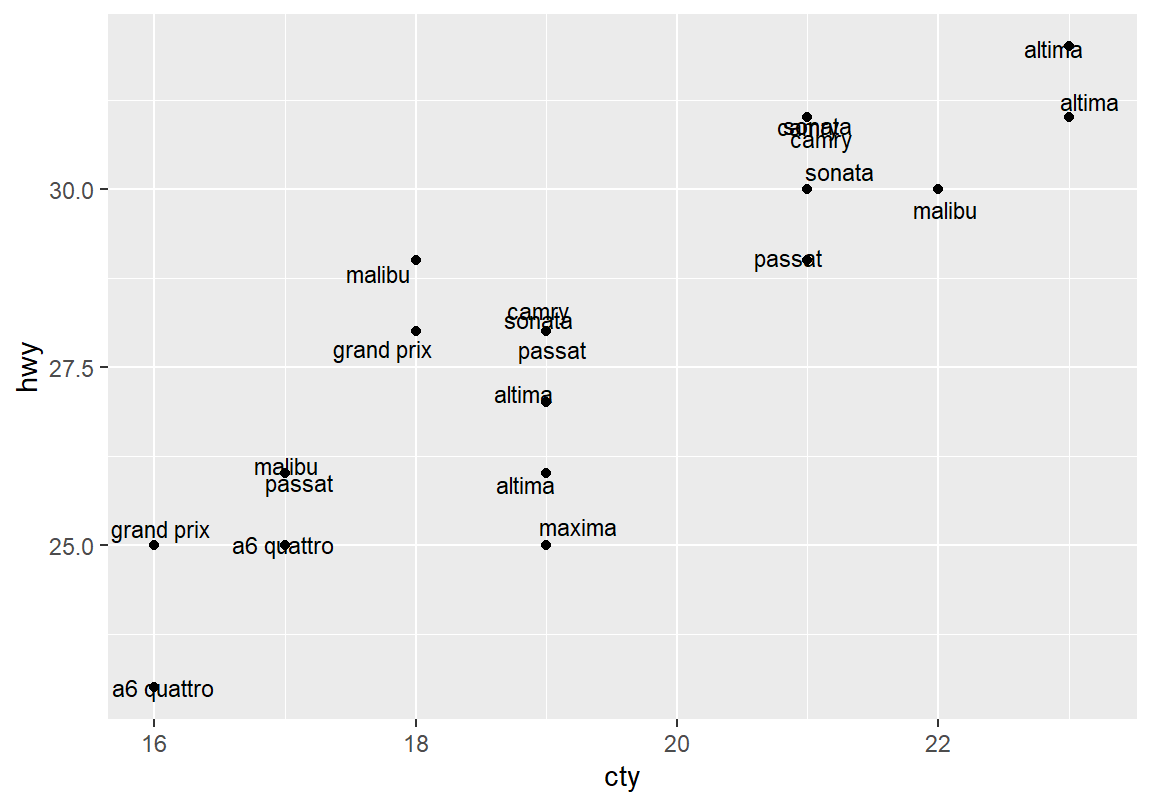 altima
altima
sonata
camry
camry
sonata
30.0
malibu
passat
malibu
camry
sonata
grand prix
passat
27.5
hwy
altima
malibu
passat
altima
grand prix
maxima
25.0
a6 quattro
a6 quattro
16
18
20
22
cty